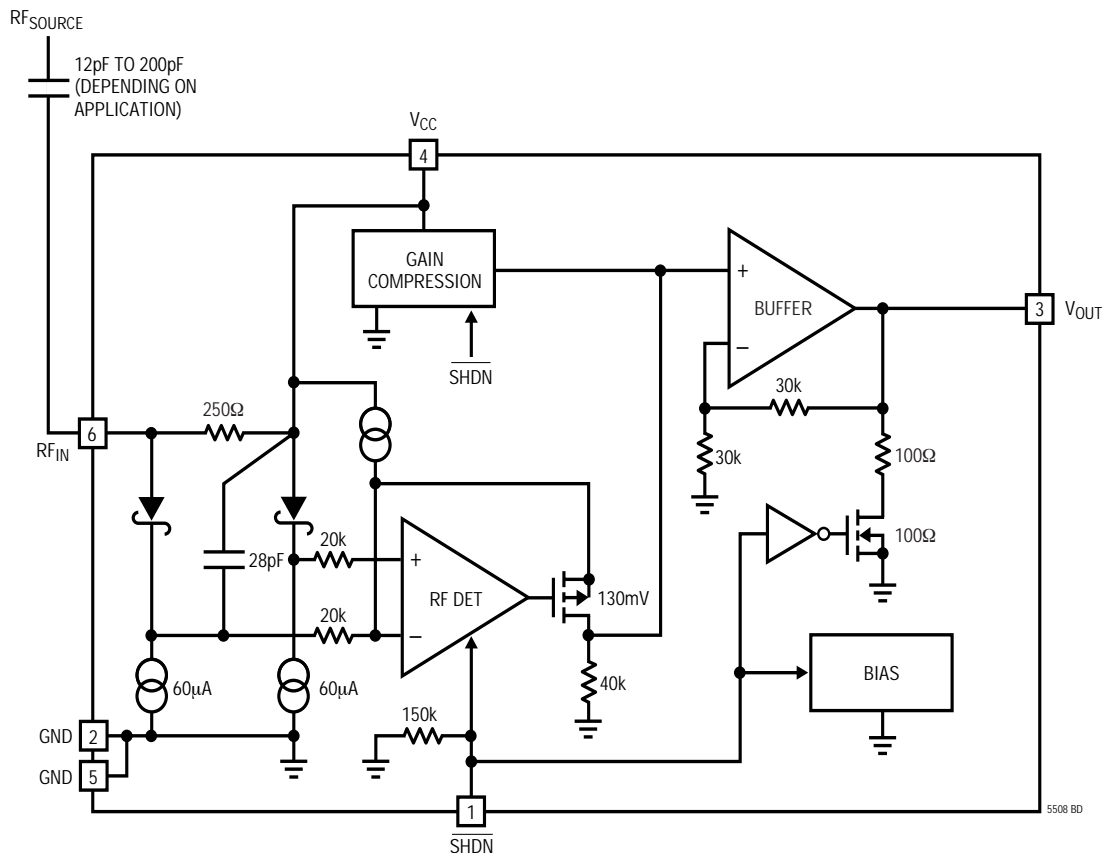 RFSOURCE
12pF TO 200pF
(DEPENDING ON
APPLICATION)
VCC
4
GAIN
COMPRESSION
SHDN
+
BUFFER
−
3
VOUT
30k
30k
100Ω
100Ω
250Ω
6
RFIN
28pF
20k
+
RF DET
20k
−
130mV
60µA
60µA
40k
BIAS
150k
GND
2
GND
5
1
SHDN
5508 BD